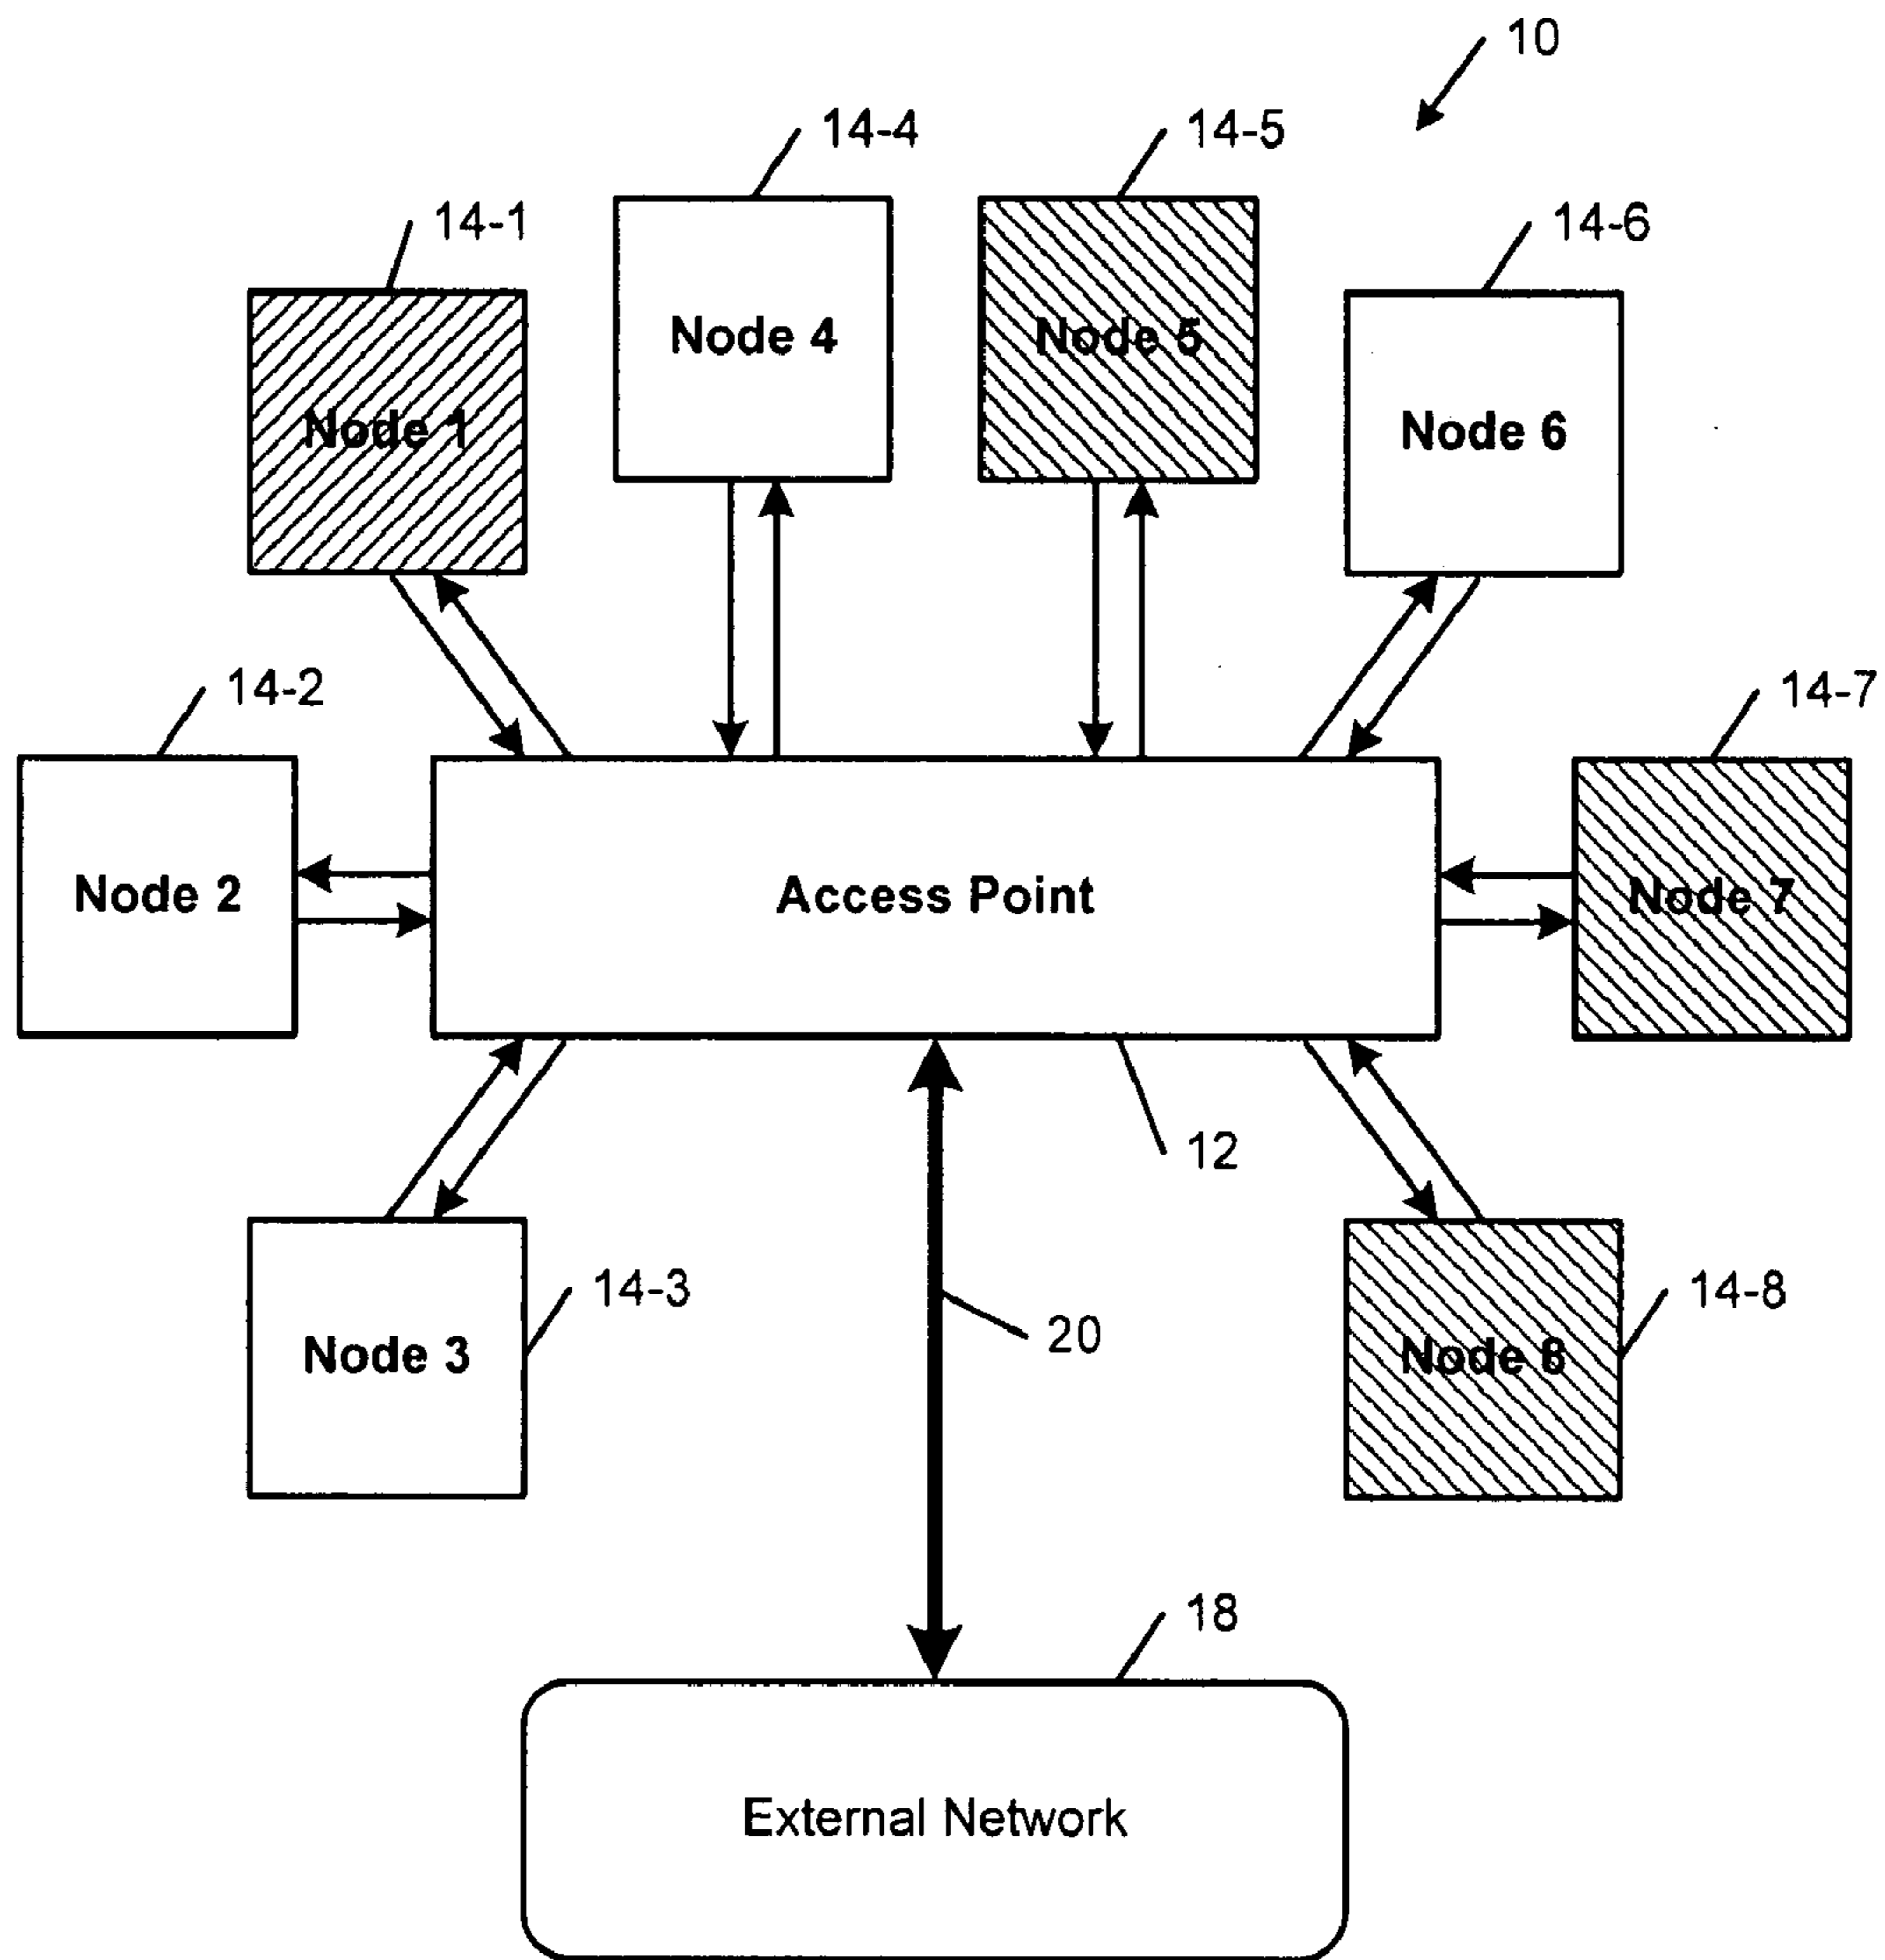 10
14-4
14-5
14-1
14-6
Node 4
Node 5
Node 1
Node 6
14-2
14-7
Node 2
Access Point
Node 7
12
14-3
14-8
20
Node 3
Node 8
18
External Network